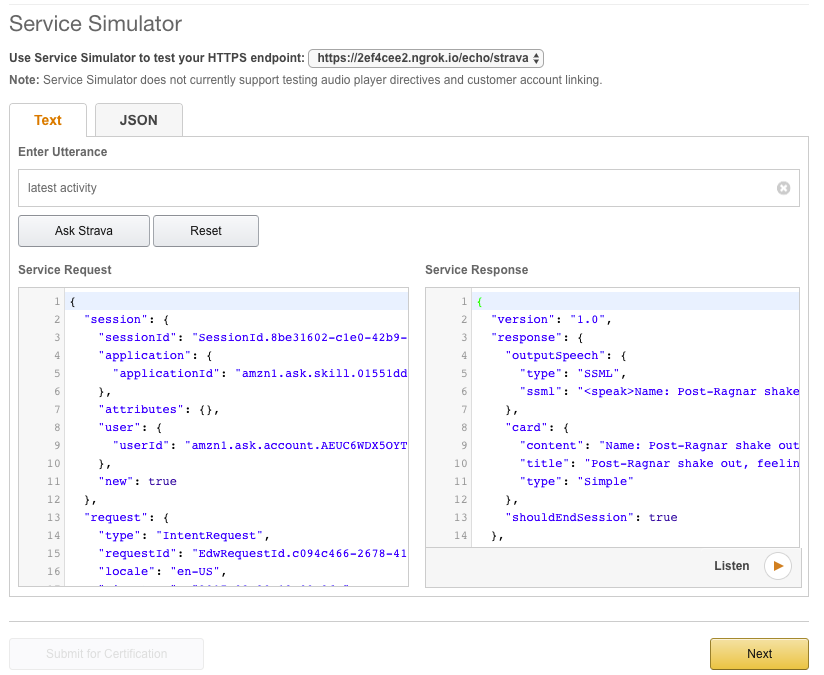 Service Simulator
Use Service Simulator to test your HTTPS endpoint: https://2ef4cee2.ngrok.io/echo/strava
Note: Service Simulator does not currently support testing audio player directives and customer account linking.
Text JSON
Enter Utterance
latest activity
Ask Strava Reset
Service Request
1 {
2 "session": {
3 "sessionId": "SessionId.8be31602-c1e0-42b9-
4 "application": {
5 "applicationId": "amzn1.ask.skill.01551dd
6 },
7 "attributes": {},
8 "user": {
9 "userId": "amzn1.ask.account.AEUC6WDX5OYT
10 },
11 "new": true
12 },
13 "request": {
14 "type": "IntentRequest",
15 "requestId": "EdwRequestId.c094c466-2678-41
16 "locale": "en-US",
Service Response
1 {
2 "version": "1.0",
3 "response": {
4 "outputSpeech": {
5 "type": "SSML",
6 "ssml": "<speak>Name: Post-Ragnar shake
7 },
8 "card": {
9 "content": "Name: Post-Ragnar shake out
10 "title": "Post-Ragnar shake out, feelin
11 "type": "Simple"
12 },
13 "shouldEndSession": true
14 },
Listen
Submit for Certification
Next